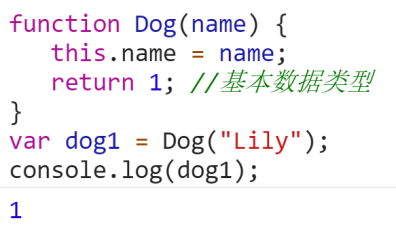 function Dog(name) {
   this.name = name;
   return 1; //基本数据类型
}
var dog1 = Dog("Lily");
console.log(dog1);
1